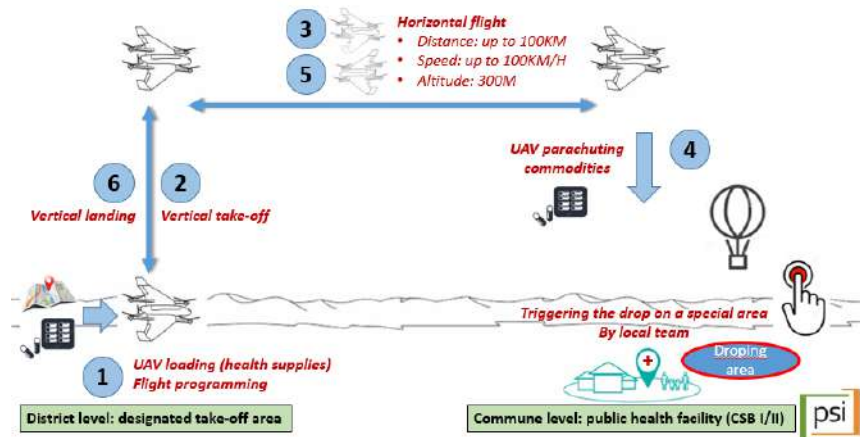 3
Horizontal flight
• Distance: up to 100KM
• Speed: up to 100KM/H
• Altitude: 300M
5
UAV parachuting
commodities
4
6
2
Vertical landing
Vertical take-off
Triggering the drop on a special area
By local team
Droping
area
1
UAV loading (health supplies)
Flight programming
District level: designated take-off area
Commune level: public health facility (CSB I/II)
psi